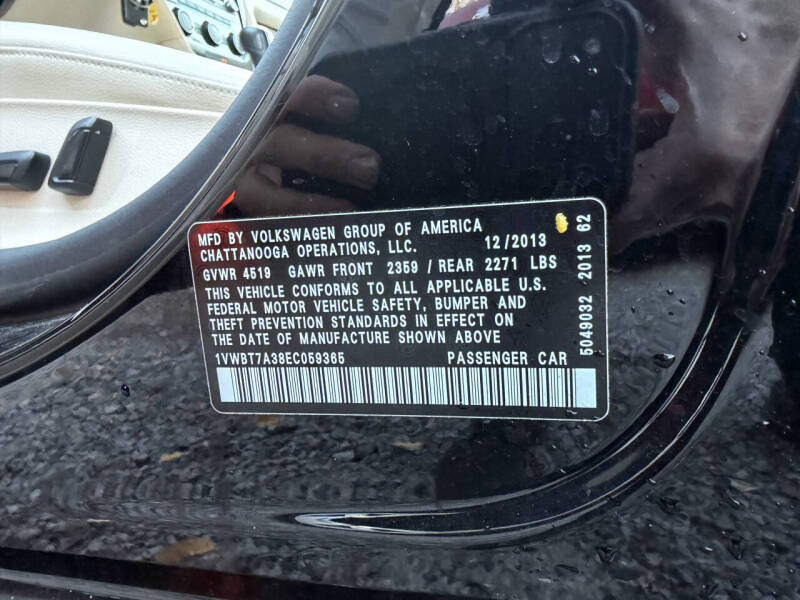 MFD BY VOLKSWAGEN GROUP OF AMERICA
CHATTANOOGA OPERATIONS, LLC. 12/2013
GVWR 4519 GAWR FRONT 2359 / REAR 2271 LBS
THIS VEHICLE CONFORMS TO ALL APPLICABLE U.S.
FEDERAL MOTOR VEHICLE SAFETY, BUMPER AND
THEFT PREVENTION STANDARDS IN EFFECT ON
THE DATE OF MANUFACTURE SHOWN ABOVE
1VWBT7A38EC059365 PASSENGER CAR
5049032 2013 62